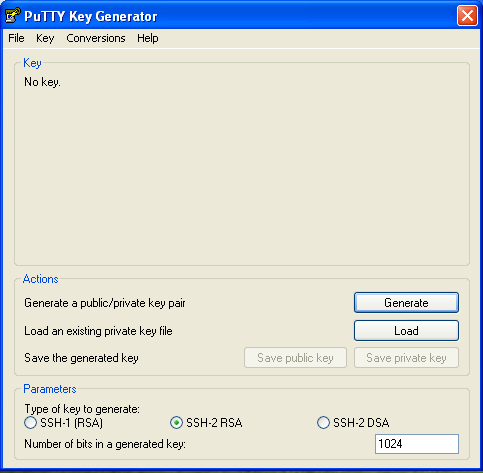 PuTTY Key Generator
File Key Conversions Help
Key
No key.
Actions
Generate a public/private key pair Generate
Load an existing private key file Load
Save the generated key Save public key Save private key
Parameters
Type of key to generate:
SSH-1 (RSA) SSH-2 RSA SSH-2 DSA
Number of bits in a generated key: 1024